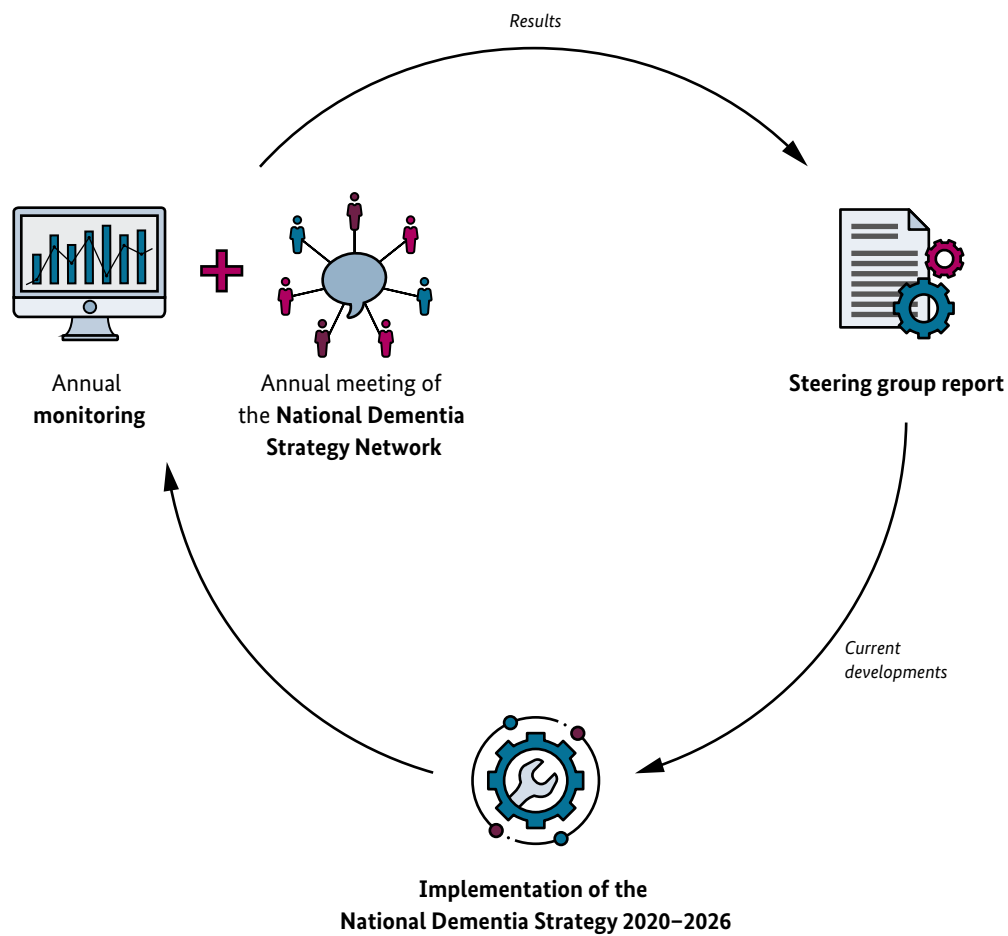 Results
Annual
monitoring
Annual meeting of
the National Dementia
Strategy Network
Steering group report
Current
developments
Implementation of the
National Dementia Strategy 2020–2026